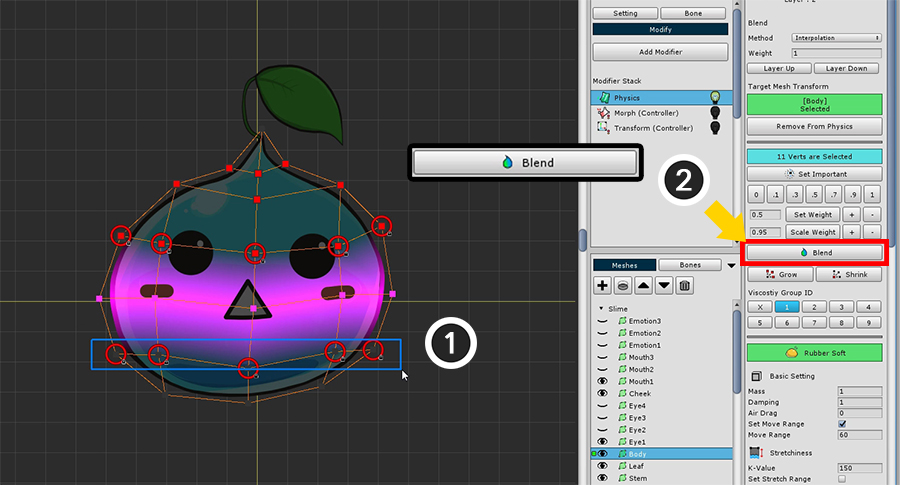 Layer : 2
Setting
Bone
Modify
Add Modifier
Modifier Stack
Physics
Morph (Controller)
Transform (Controller)
Blend
Method
Interpolation
Weight
1
Layer Up
Layer Down
Target Mesh Transform
[Body]
Selected
Remove From Physics
11 Verts are Selected
Set Important
0
.1
.3
.5
.7
.9
1
0.5
Set Weight
+
-
0.95
Scale Weight
+
-
Blend
Grow
Shrink
Viscostiy Group ID
X
1
2
3
4
5
6
7
8
9
Rubber Soft
Basic Setting
Mass
1
Damping
1
Air Drag
0
Set Move Range
Move Range
60
Stretchiness
K-Value
150
Set Stretch Range
Blend
1
2
Meshes
Bones
Slime
Emotion3
Emotion2
Emotion1
Mouth3
Mouth2
Mouth1
Cheek
Eye4
Eye3
Eye2
Eye1
Body
Leaf
Stem